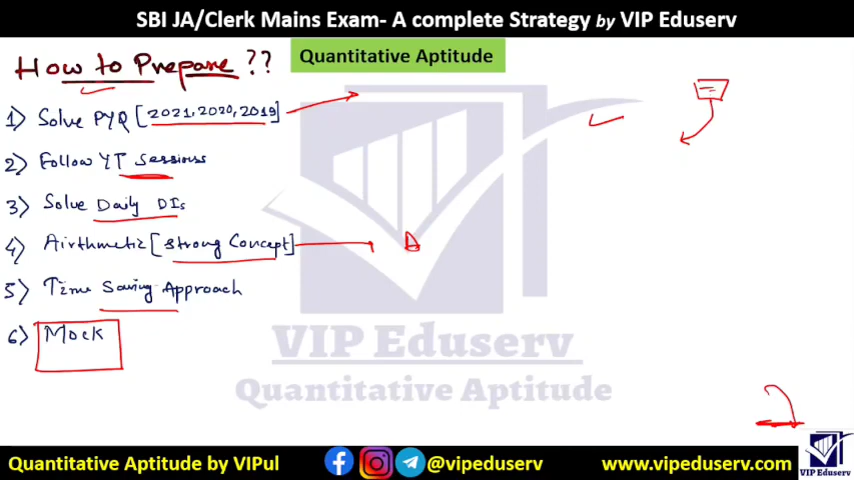 SBI JA/Clerk Mains Exam- A complete Strategy by VIP Eduserv
Quantitative Aptitude
How to Prepare ??
1) Solve PYQ [2021, 2020, 2019]
2) Follow YT Sessions
3) Solve Daily DIs
4) Airthmetic [Strong Concept]
5) Time Saving Approach
6) Mock
VIP Eduserv
Quantitative Aptitude
Quantitative Aptitude by VIPul
@vipeduserv
www.vipeduserv.com
VIP Eduserv